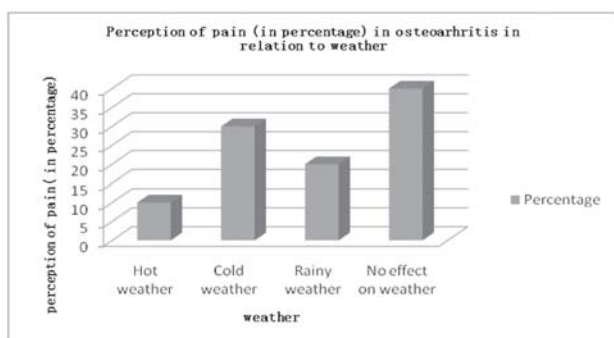 Perception of pain (in percentage) in osteoarhritis in
relation to weather
perception of pain( in percentage)
40
35
30
25
20
15
10
5
0
Hot
weather
Cold
weather
Rainy
weather
No effect
on weather
weather
Percentage